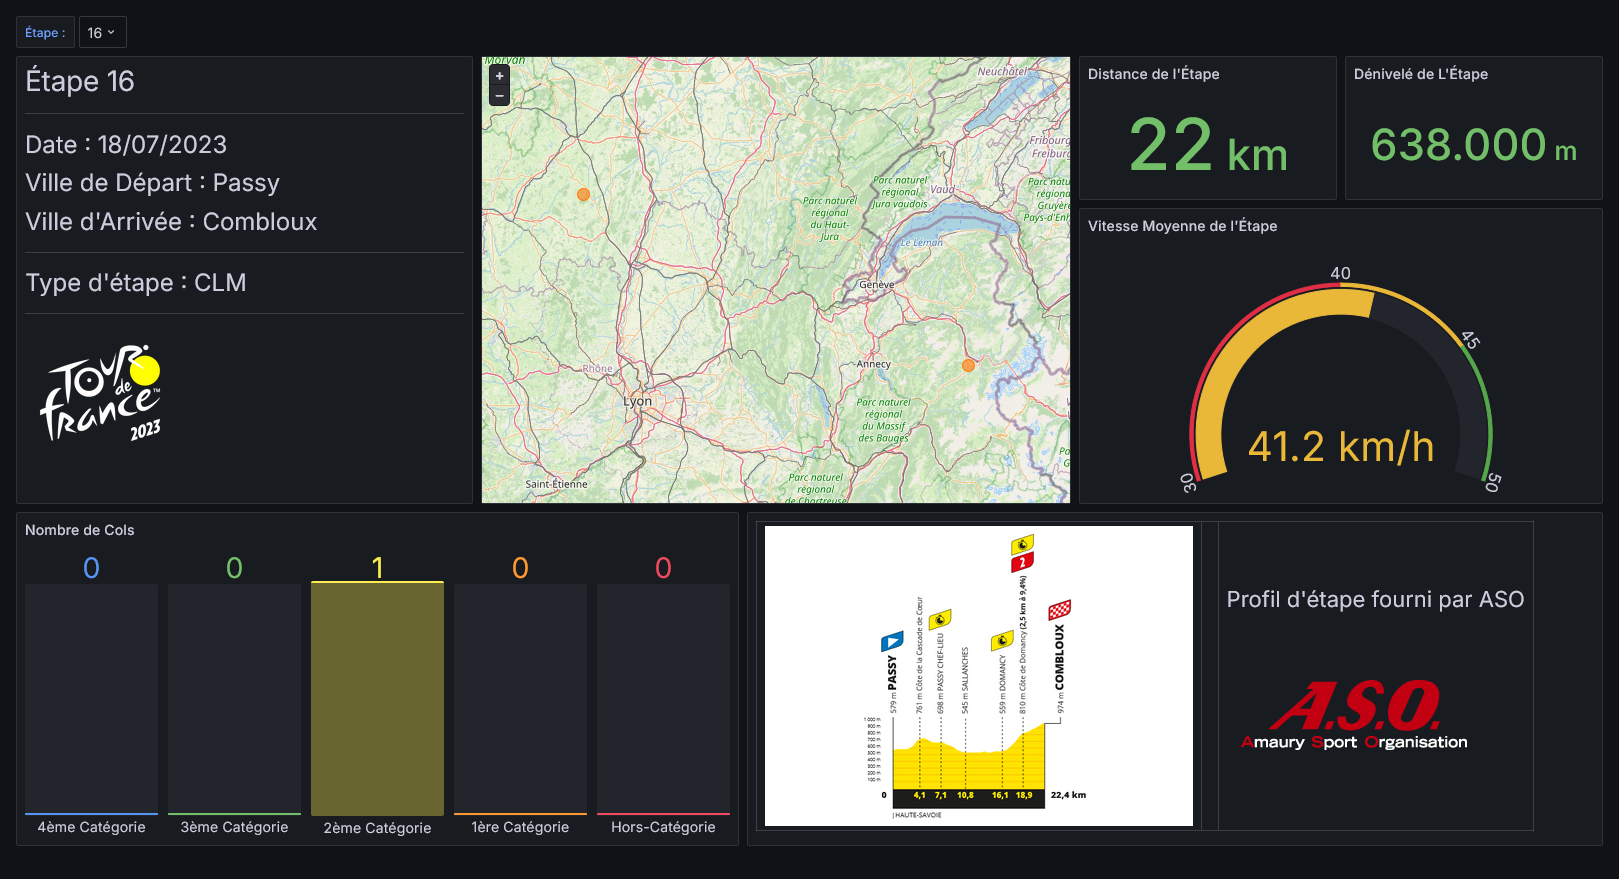 Étape :
16
Étape 16
Date : 18/07/2023
Ville de Départ : Passy
Ville d'Arrivée : Combloux
Type d'étape : CLM
TOUR
de
france™
2023
+
−
Morvan
Neuchâtel
Fribourg
Freiburg
Parc naturel
régional
Jura vaudois
Vaud
Parc natu
régiona
Gruyère
Pays-d'Enh
Parc naturel
régional
du Haut-
Jura
Le Léman
Genève
Rhône
Annecy
Lyon
Parc naturel
régional
du Massif
des Bauges
Saint-Étienne
Parc naturel
régional
de Chartreuse
Distance de l'Étape
22 km
Dénivelé de L'Étape
638.000 m
Vitesse Moyenne de l'Étape
30
40
45
50
41.2 km/h
Nombre de Cols
0
0
1
0
0
4ème Catégorie
3ème Catégorie
2ème Catégorie
1ère Catégorie
Hors-Catégorie
2
579 m PASSY
761 m Côte de la Cascade de Cœur
698 m PASSY CHEF-LIEU
545 m SALLANCHES
559 m DOMANCY
810 m Côte de Domancy (2,5 km à 9,4%)
974 m COMBLOUX
1 000 m
900 m
800 m
700 m
600 m
500 m
400 m
300 m
200 m
100 m
0
4,1
7,1
10,8
16,1
18,9
22,4 km
| HAUTE-SAVOIE
Profil d'étape fourni par ASO
A.S.O.
Amaury Sport Organisation